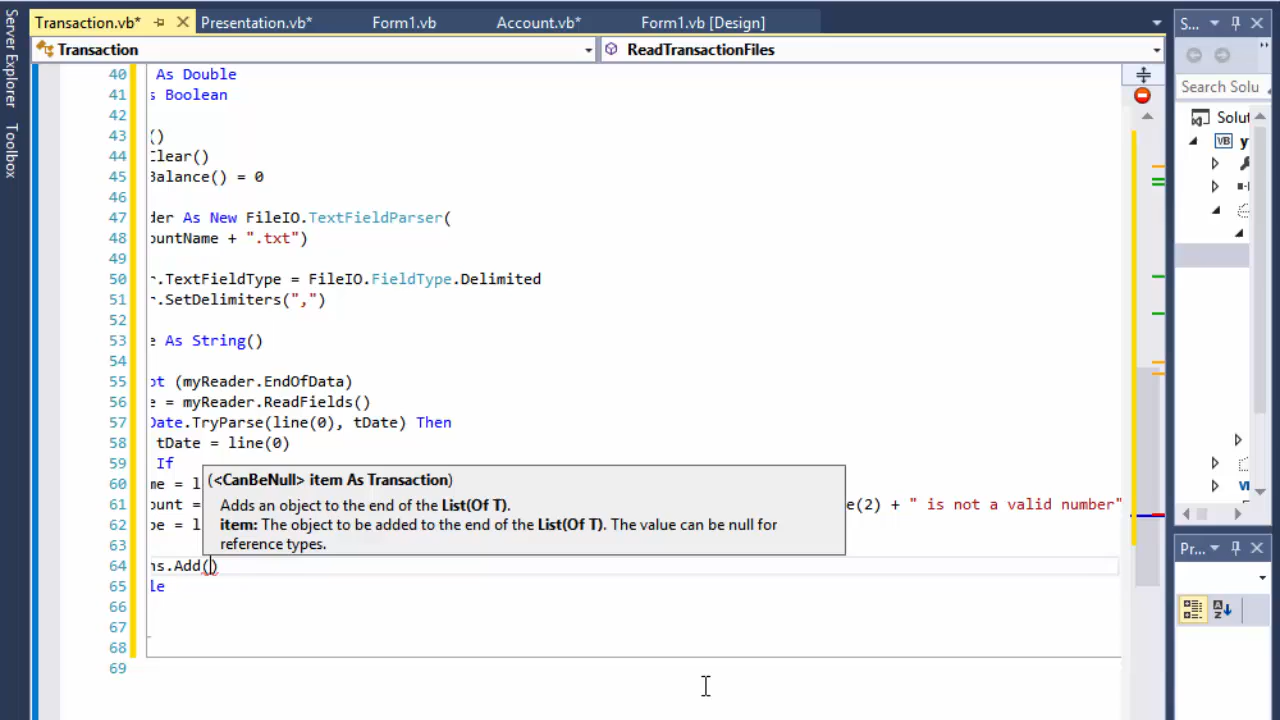 Transaction.vb*
Presentation.vb*
Form1.vb
Account.vb*
Form1.vb [Design]
S...
Server Explorer
Toolbox
Transaction
ReadTransactionFiles
Search Solu
Solut
VB y
40 As Double
41 s Boolean
42
43 ()
44 Clear()
45 Balance() = 0
46
47 der As New FileIO.TextFieldParser(
48 ountName + ".txt")
49
50 r.TextFieldType = FileIO.FieldType.Delimited
51 r.SetDelimiters(",")
52
53 e As String()
54
55 ot (myReader.EndOfData)
56 e = myReader.ReadFields()
57 Date.TryParse(line(0), tDate) Then
58 tDate = line(0)
59 If
60 me = l
61 ount = e(2) + " is not a valid number"
62 pe = l
63
(<CanBeNull> item As Transaction)
Adds an object to the end of the List(Of T).
item: The object to be added to the end of the List(Of T). The value can be null for
reference types.
64 ns.Add()
65 le
66
67
68
69
Pr...